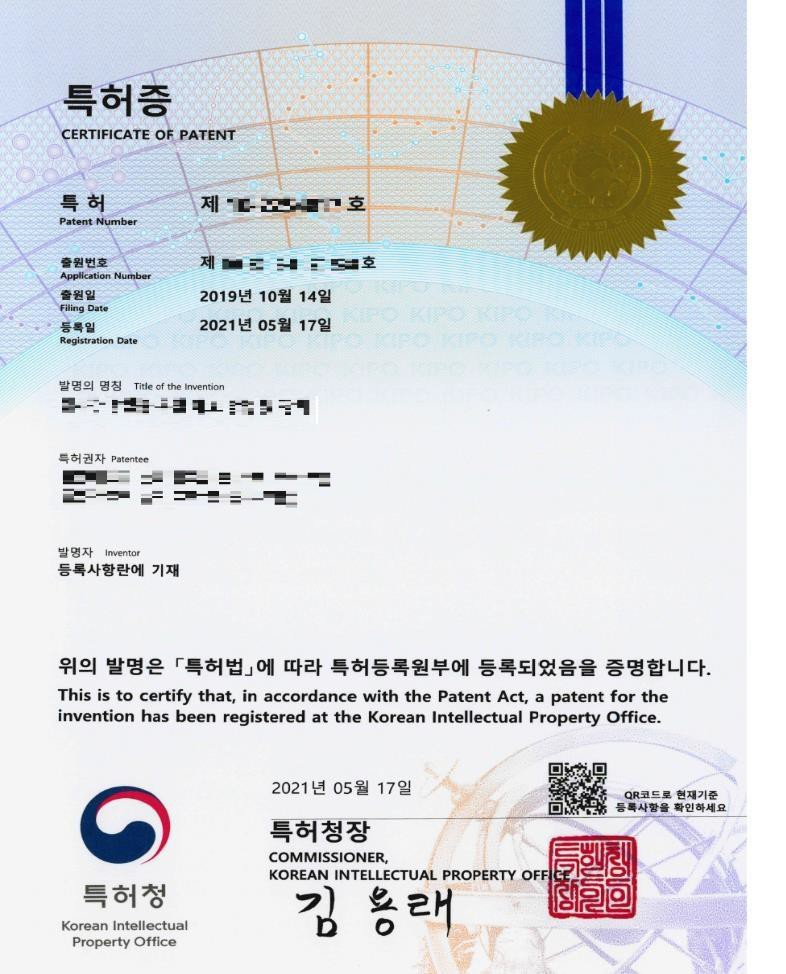 특허증
CERTIFICATE OF PATENT
특 허 제 호
Patent Number
출원번호 제 호
Application Number
출원일 2019년 10월 14일
Filing Date
등록일 2021년 05월 17일
Registration Date
KIPO KIPO KIPO KIPO
발명의 명칭 Title of the Invention
특허권자 Patentee
발명자 Inventor
등록사항란에 기재
위의 발명은 「특허법」에 따라 특허등록원부에 등록되었음을 증명합니다.
This is to certify that, in accordance with the Patent Act, a patent for the
invention has been registered at the Korean Intellectual Property Office.
2021년 05월 17일
QR코드로 현재기준
등록사항을 확인하세요
특허청장
COMMISSIONER,
KOREAN INTELLECTUAL PROPERTY OFFICE
김용래
특허청
Korean Intellectual
Property Office